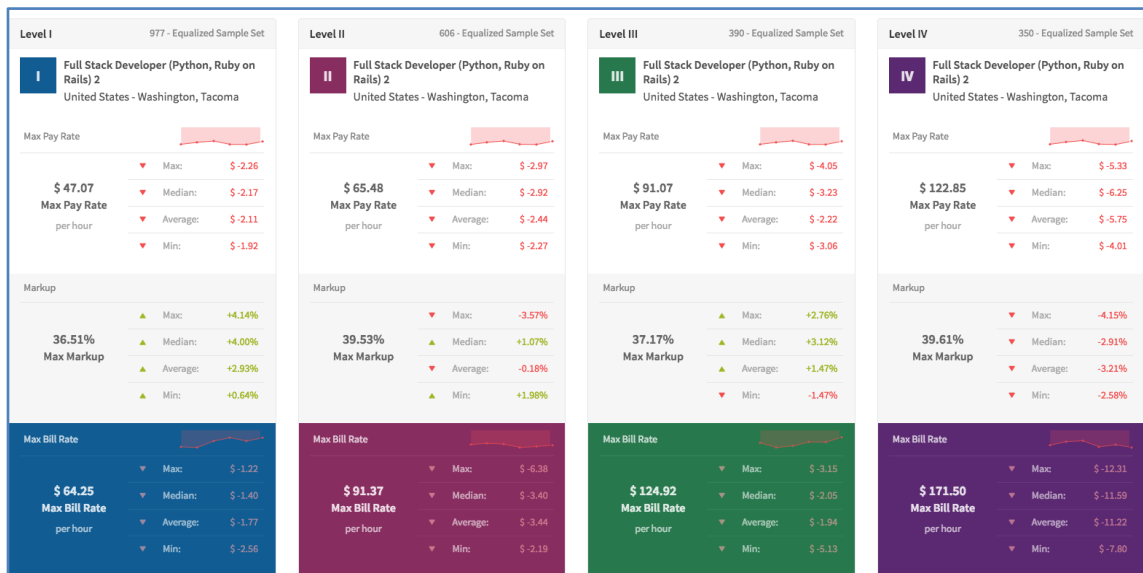 Level I 977 - Equalized Sample Set
I
Full Stack Developer (Python, Ruby on
Rails) 2
United States - Washington, Tacoma
Max Pay Rate
$ 47.07
Max Pay Rate
per hour
▼ Max: $ -2.26
▼ Median: $ -2.17
▼ Average: $ -2.11
▼ Min: $ -1.92
Markup
36.51%
Max Markup
▲ Max: +4.14%
▲ Median: +4.00%
▲ Average: +2.93%
▲ Min: +0.64%
Max Bill Rate
$ 64.25
Max Bill Rate
per hour
▼ Max: $ -1.22
▼ Median: $ -1.40
▼ Average: $ -1.77
▼ Min: $ -2.56
Level II 606 - Equalized Sample Set
II
Full Stack Developer (Python, Ruby on
Rails) 2
United States - Washington, Tacoma
Max Pay Rate
$ 65.48
Max Pay Rate
per hour
▼ Max: $ -2.97
▼ Median: $ -2.92
▼ Average: $ -2.44
▼ Min: $ -2.27
Markup
39.53%
Max Markup
▼ Max: -3.57%
▲ Median: +1.07%
▼ Average: -0.18%
▲ Min: +1.98%
Max Bill Rate
$ 91.37
Max Bill Rate
per hour
▼ Max: $ -6.38
▼ Median: $ -3.40
▼ Average: $ -3.44
▼ Min: $ -2.19
Level III 390 - Equalized Sample Set
III
Full Stack Developer (Python, Ruby on
Rails) 2
United States - Washington, Tacoma
Max Pay Rate
$ 91.07
Max Pay Rate
per hour
▼ Max: $ -4.05
▼ Median: $ -3.23
▼ Average: $ -2.22
▼ Min: $ -3.06
Markup
37.17%
Max Markup
▲ Max: +2.76%
▲ Median: +3.12%
▲ Average: +1.47%
▼ Min: -1.47%
Max Bill Rate
$ 124.92
Max Bill Rate
per hour
▼ Max: $ -3.15
▼ Median: $ -2.05
▼ Average: $ -1.94
▼ Min: $ -5.13
Level IV 350 - Equalized Sample Set
IV
Full Stack Developer (Python, Ruby on
Rails) 2
United States - Washington, Tacoma
Max Pay Rate
$ 122.85
Max Pay Rate
per hour
▼ Max: $ -5.33
▼ Median: $ -6.25
▼ Average: $ -5.75
▼ Min: $ -4.01
Markup
39.61%
Max Markup
▼ Max: -4.15%
▼ Median: -2.91%
▼ Average: -3.21%
▼ Min: -2.58%
Max Bill Rate
$ 171.50
Max Bill Rate
per hour
▼ Max: $ -12.31
▼ Median: $ -11.59
▼ Average: $ -11.22
▼ Min: $ -7.80